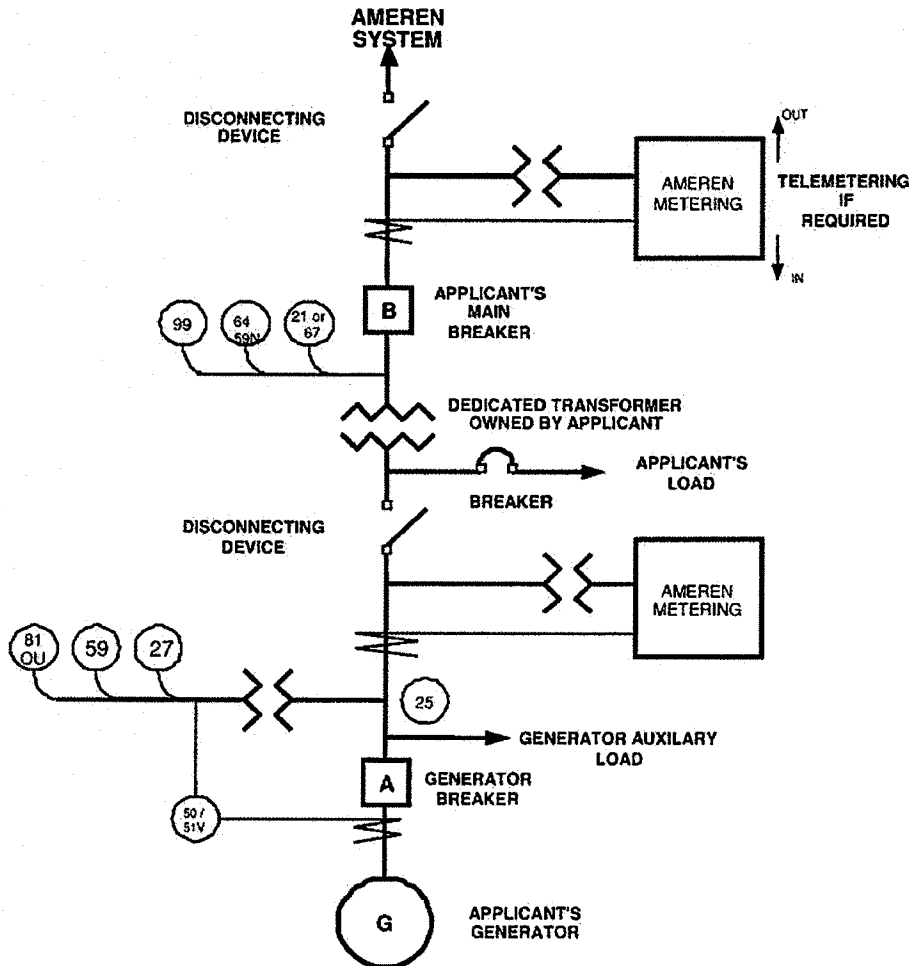 AMEREN
SYSTEM
DISCONNECTING
DEVICE
OUT
AMEREN
METERING
TELEMETERING
IF
REQUIRED
IN
B
APPLICANT'S
MAIN
BREAKER
99
64
59N
21 or
67
DEDICATED TRANSFORMER
OWNED BY APPLICANT
APPLICANT'S
LOAD
BREAKER
DISCONNECTING
DEVICE
AMEREN
METERING
81
OU
59
27
25
GENERATOR AUXILARY
LOAD
A
GENERATOR
BREAKER
50 /
51V
G
APPLICANT'S
GENERATOR